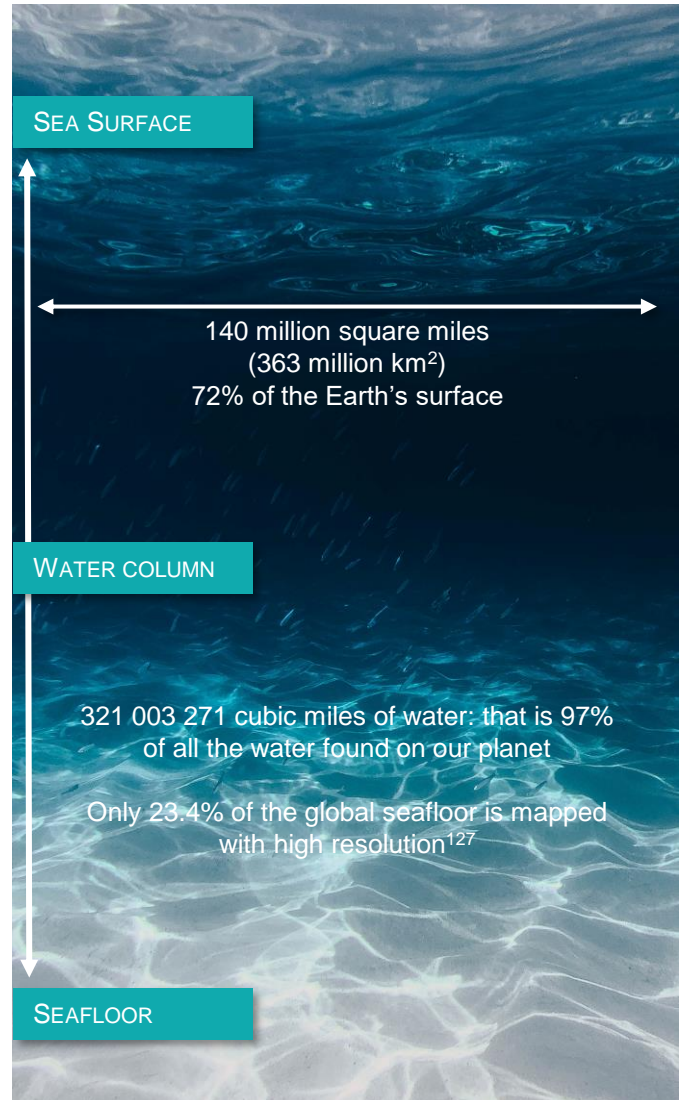 SEA SURFACE
140 million square miles
(363 million km²)
72% of the Earth’s surface
WATER COLUMN
321 003 271 cubic miles of water: that is 97%
of all the water found on our planet
Only 23.4% of the global seafloor is mapped
with high resolution¹²⁷
SEAFLOOR